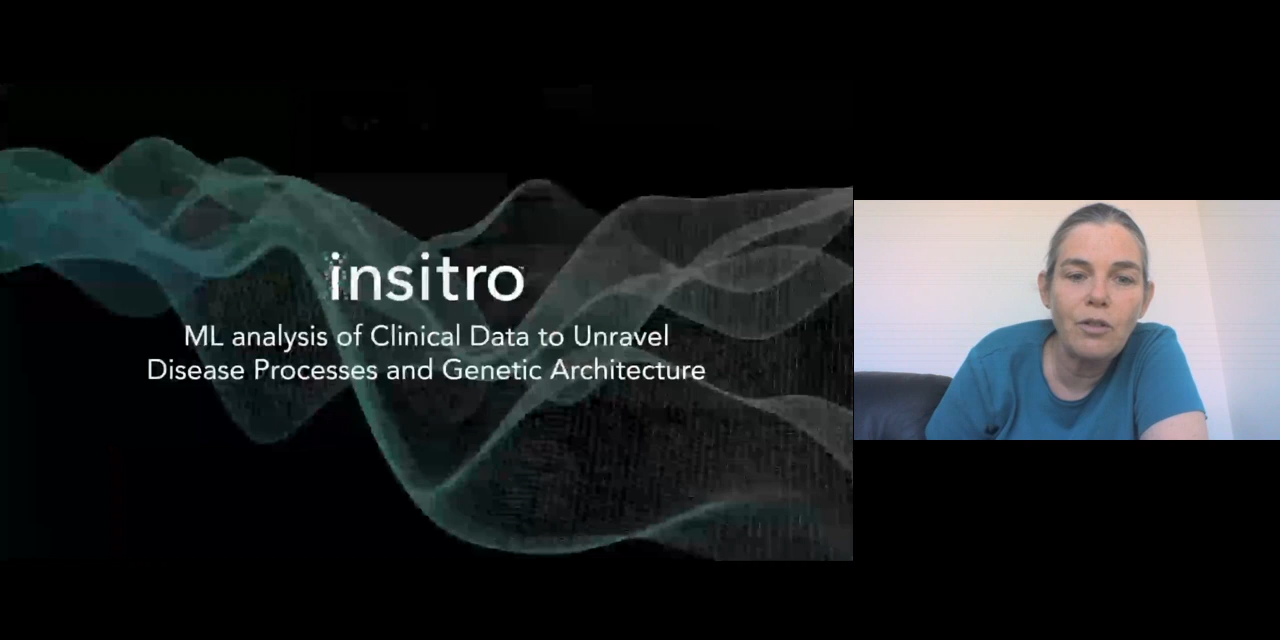 insitro
ML analysis of Clinical Data to Unravel
Disease Processes and Genetic Architecture